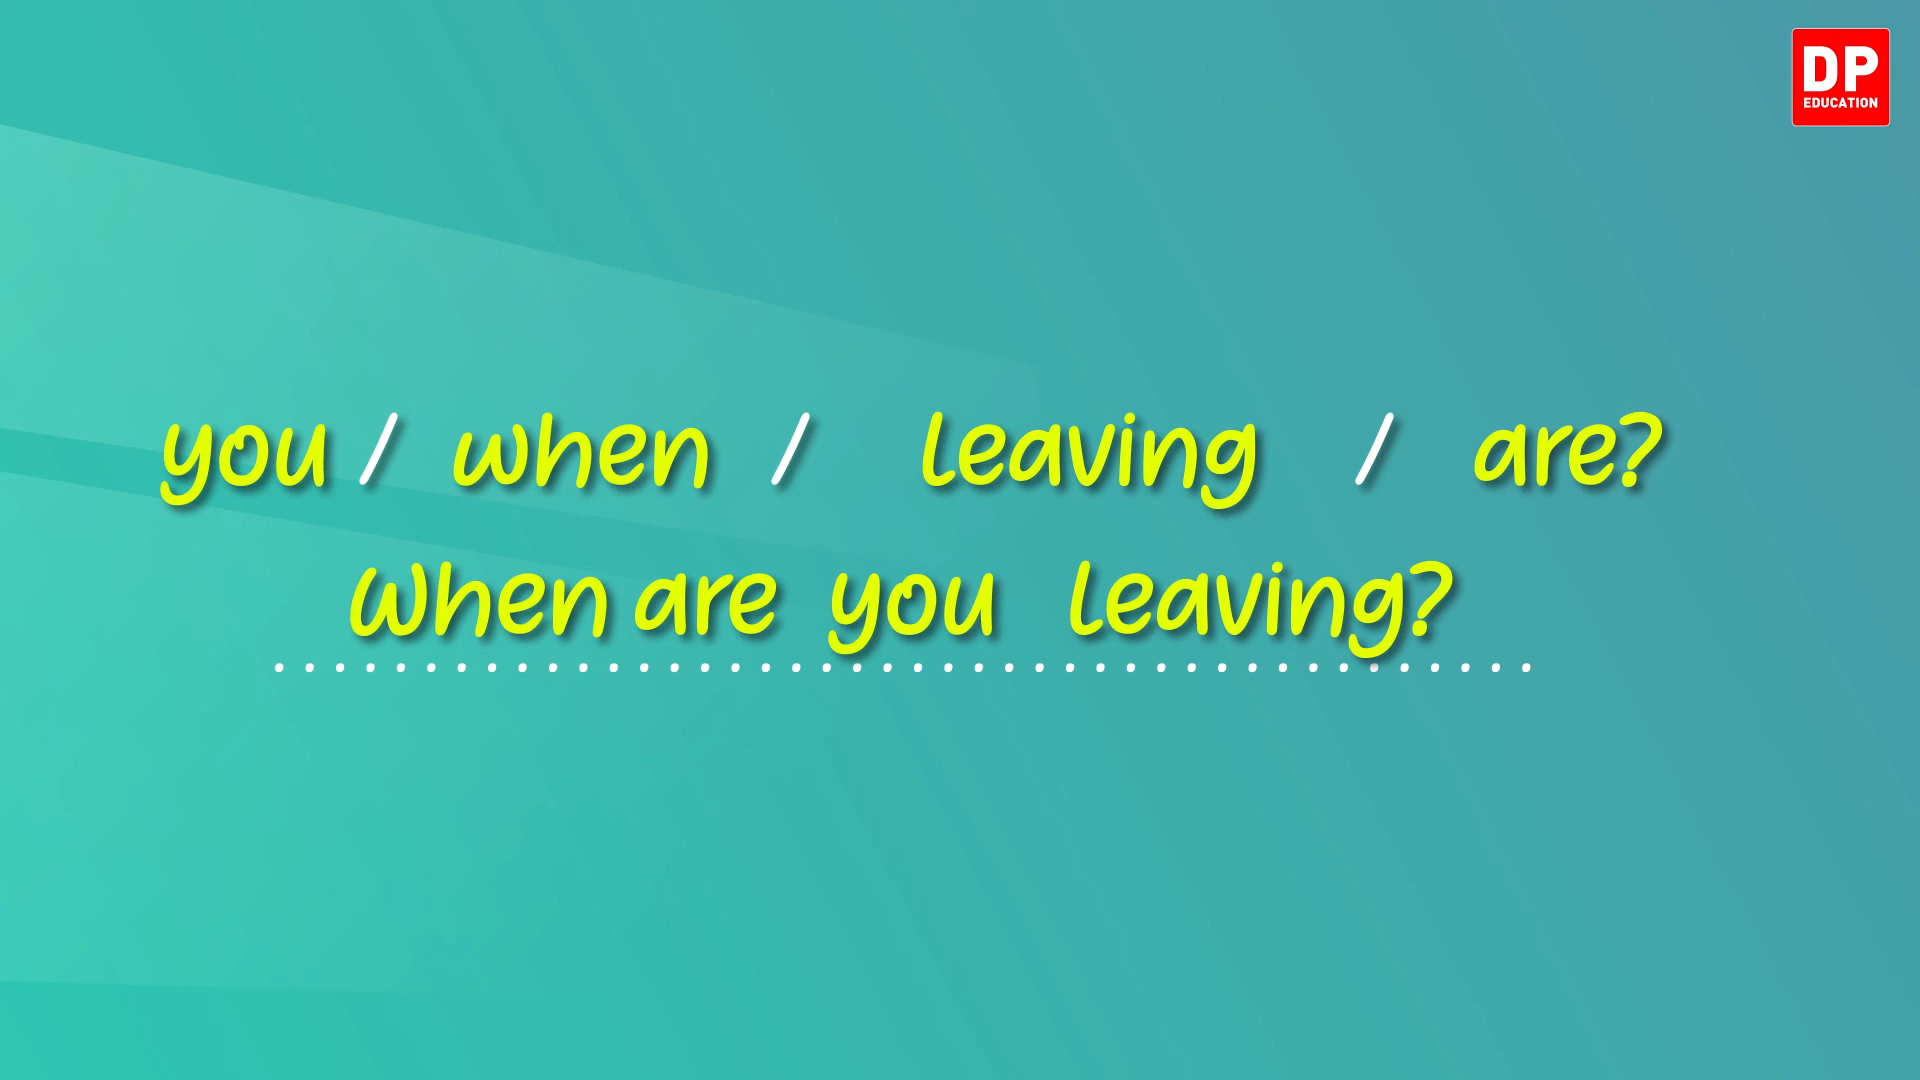 DP
EDUCATION
you / when / leaving / are?
When are you leaving?